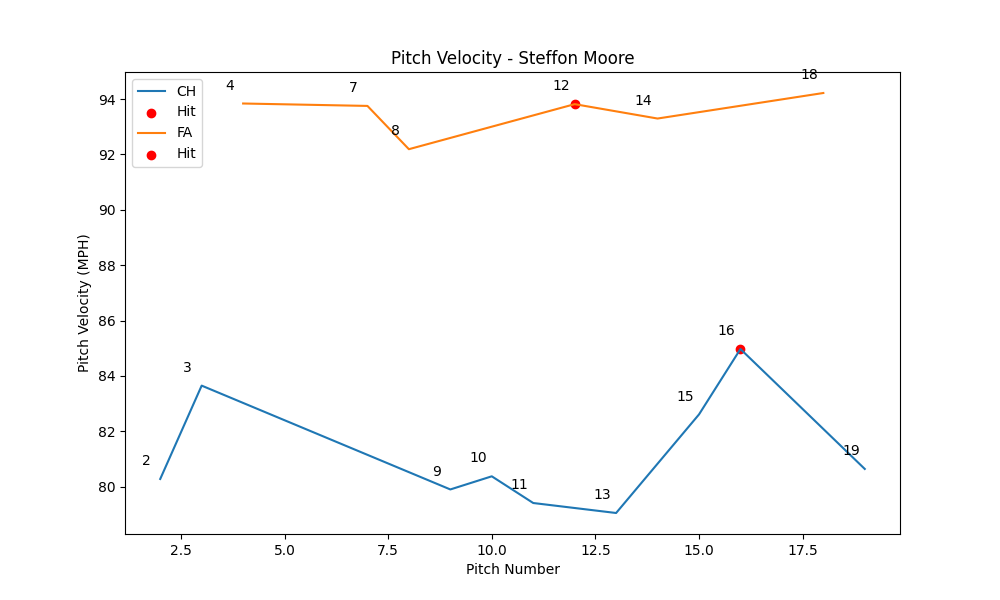 Pitch Velocity - Steffon Moore
CH
Hit
FA
Hit
4
7
8
12
14
18
2
3
9
10
11
13
15
16
19
94
92
90
88
86
84
82
80
Pitch Velocity (MPH)
2.5 5.0 7.5 10.0 12.5 15.0 17.5
Pitch Number